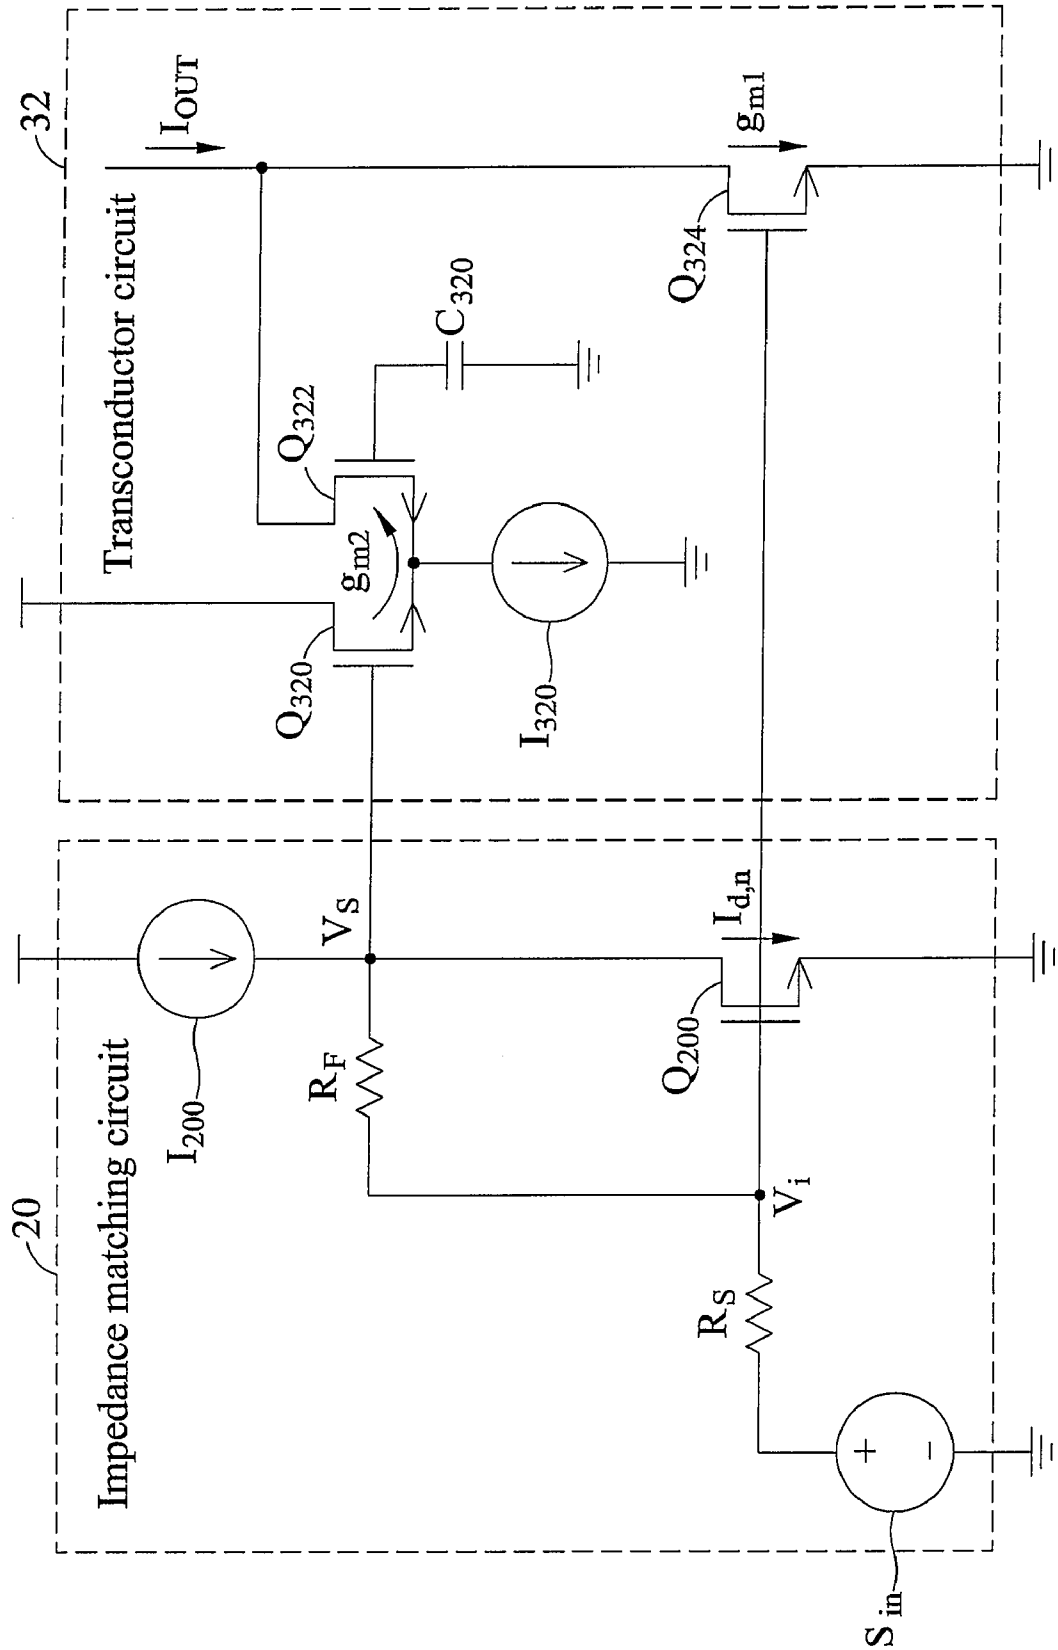 20
Impedance matching circuit
I200
RF
VS
Id,n
Q200
Vi
RS
Sin
+
-
32
Transconductor circuit
IOUT
Q320
gm2
Q322
C320
I320
Q324
gm1